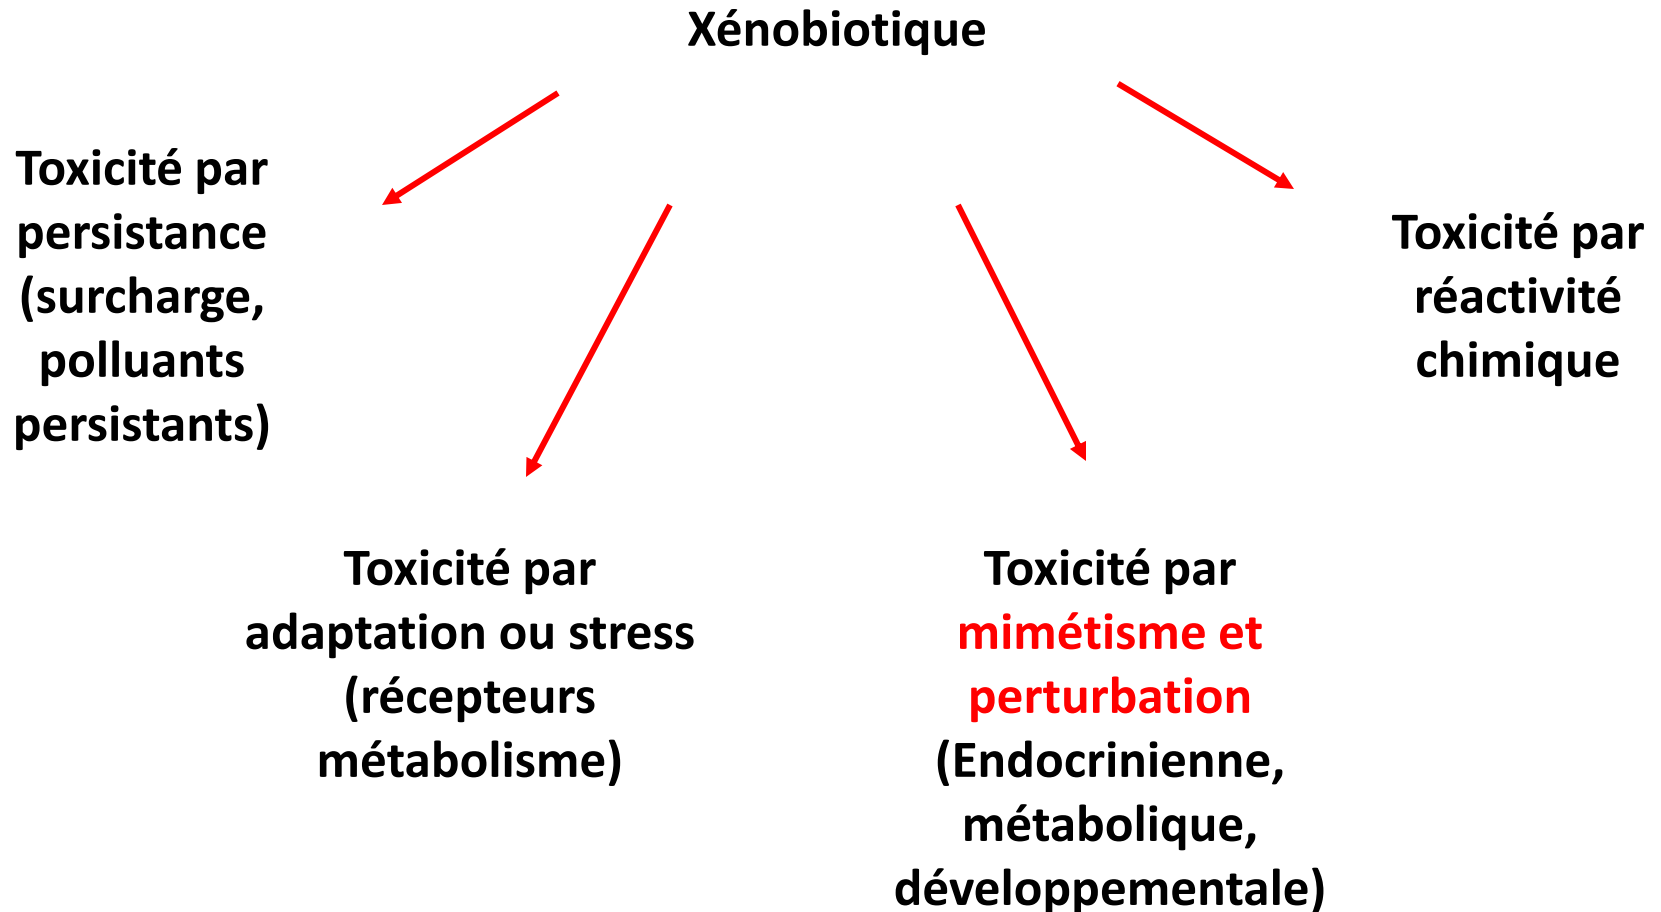 Xénobiotique
Toxicité par
persistance
(surcharge,
polluants
persistants)
Toxicité par
adaptation ou stress
(récepteurs
métabolisme)
Toxicité par
mimétisme et
perturbation
(Endocrinienne,
métabolique,
développementale)
Toxicité par
réactivité
chimique